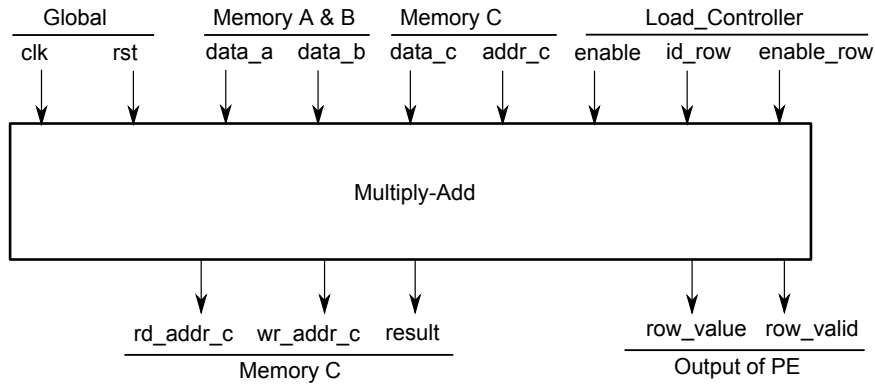 Global Memory A & B Memory C Load_Controller
clk rst data_a data_b data_c addr_c enable id_row enable_row
Multiply-Add
rd_addr_c wr_addr_c result row_value row_valid
Memory C Output of PE